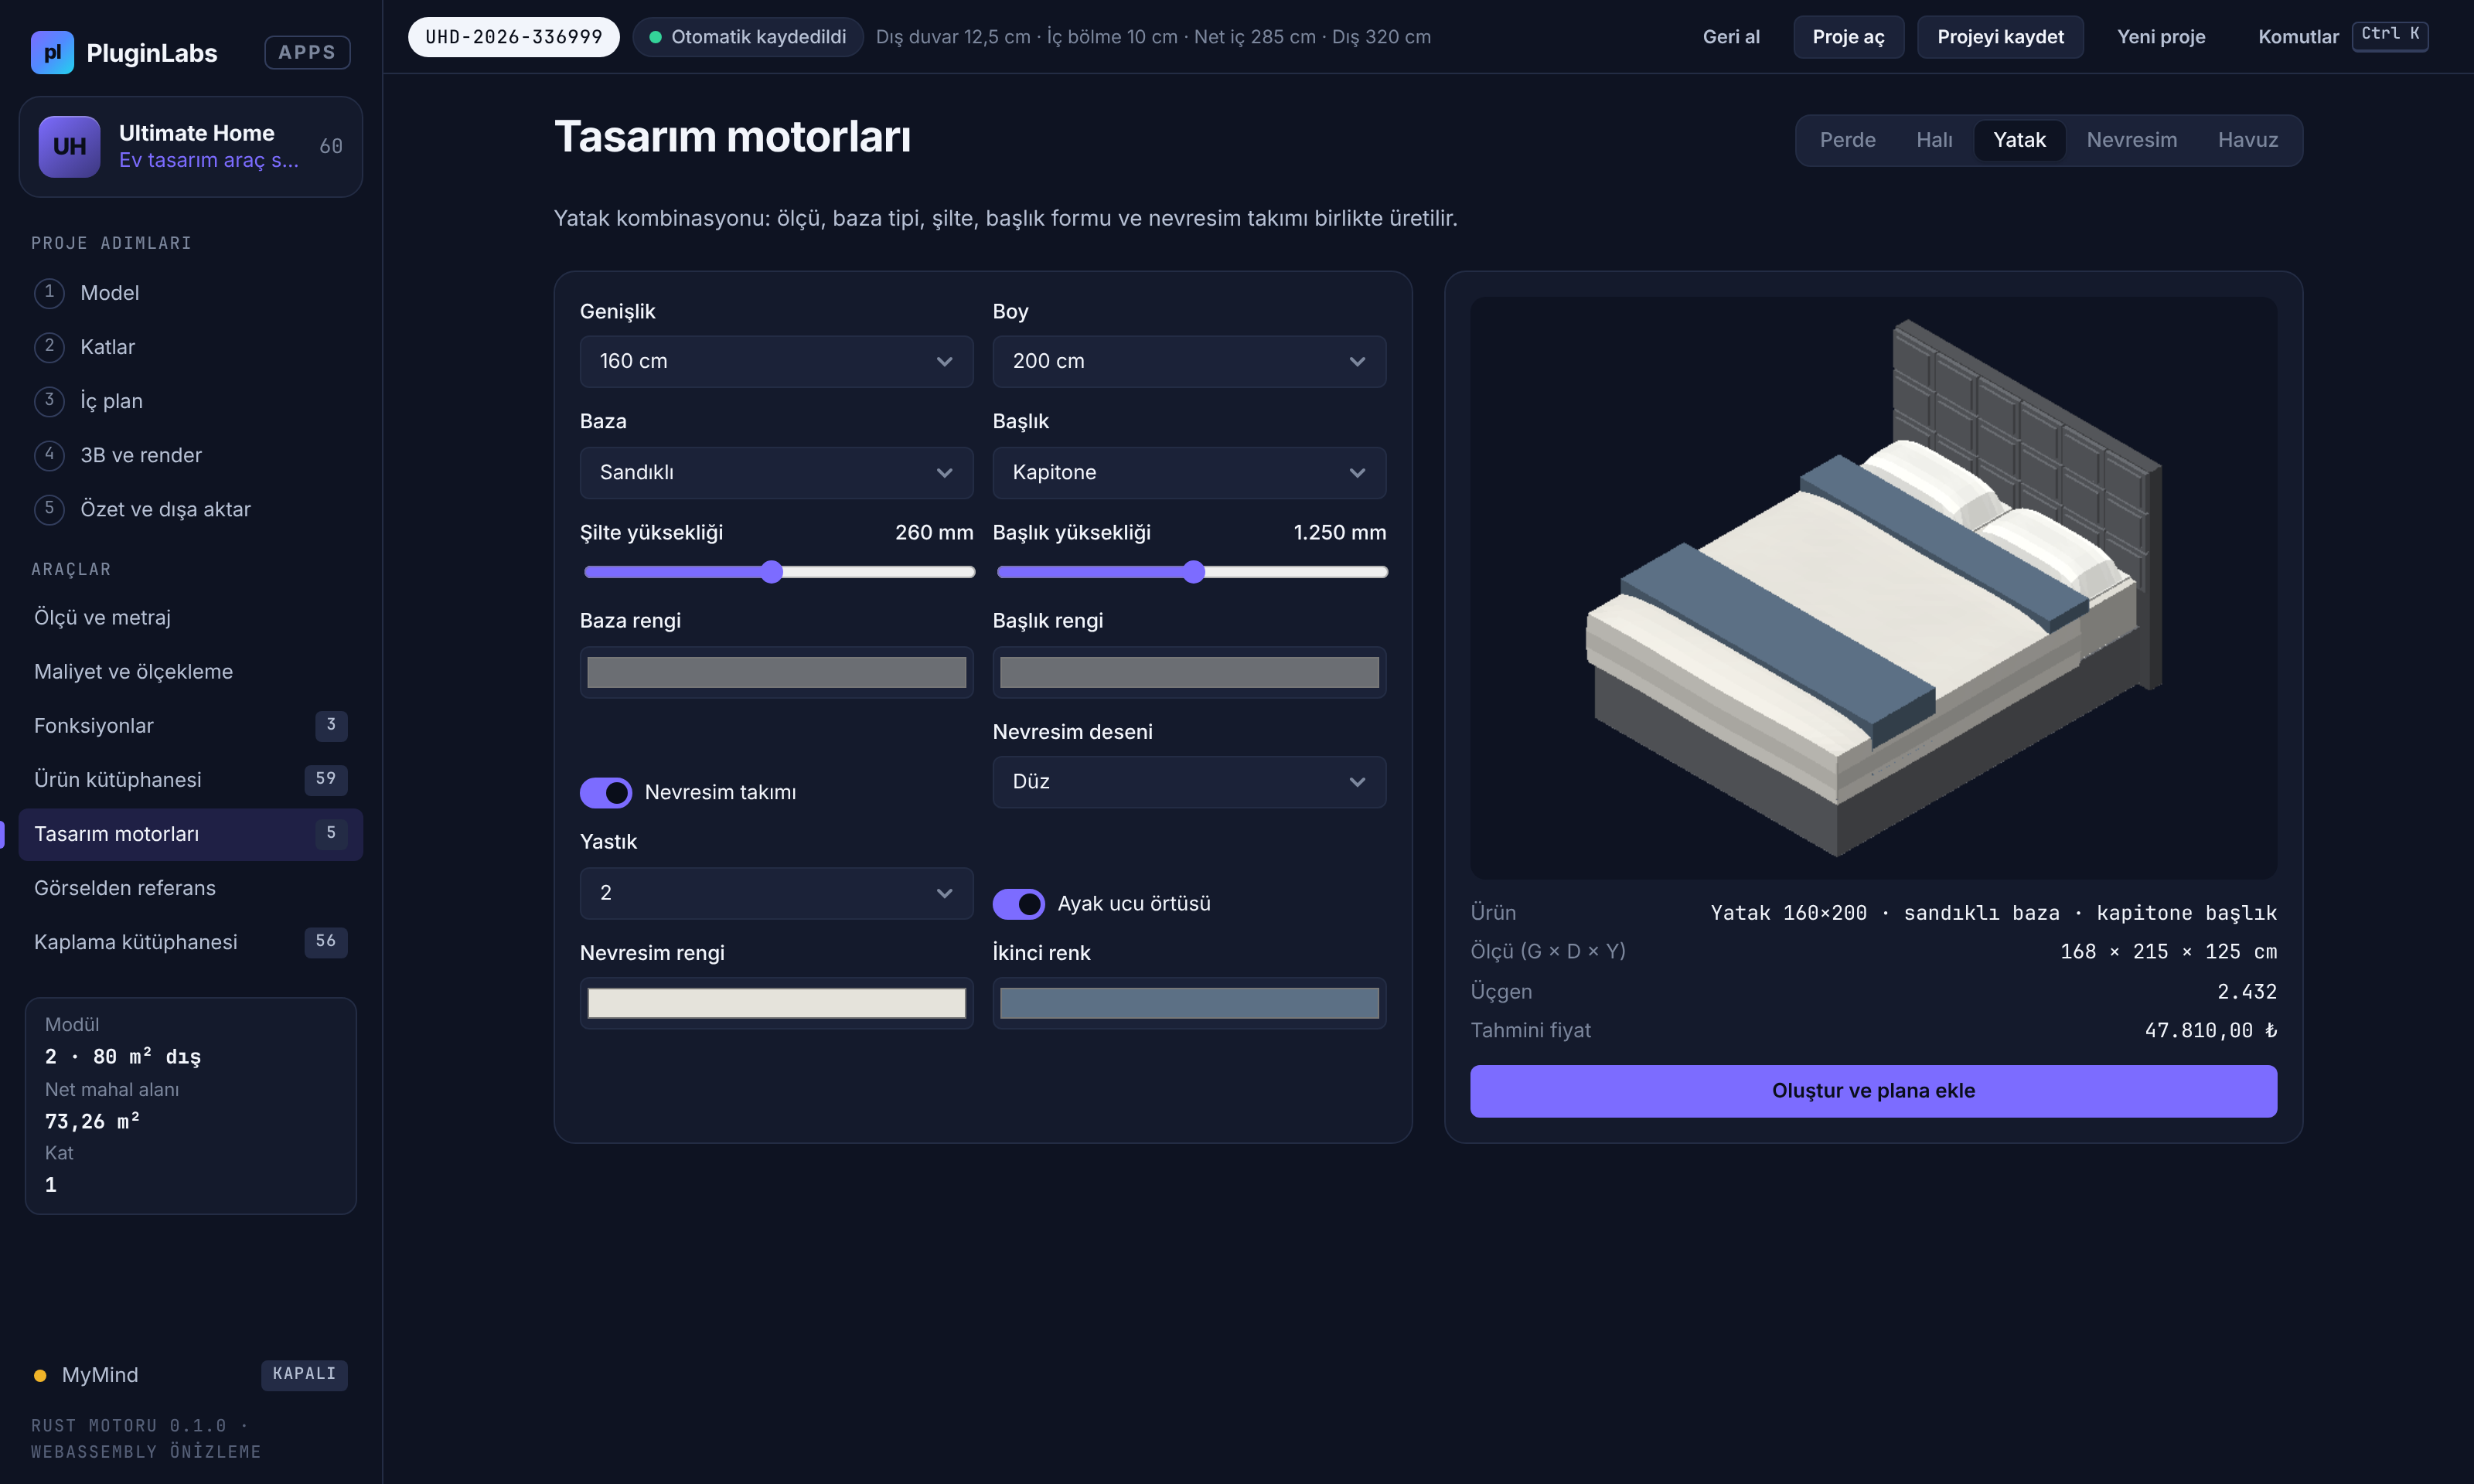 pl PluginLabs APPS
UH Ultimate Home 60
Ev tasarım araç s...
PROJE ADIMLARI
1 Model
2 Katlar
3 İç plan
4 3B ve render
5 Özet ve dışa aktar
ARAÇLAR
Ölçü ve metraj
Maliyet ve ölçekleme
Fonksiyonlar 3
Ürün kütüphanesi 59
Tasarım motorları 5
Görselden referans
Kaplama kütüphanesi 56
Modül
2 · 80 m² dış
Net mahal alanı
73,26 m²
Kat
1
MyMind KAPALI
RUST MOTORU 0.1.0 ·
WEBASSEMBLY ÖNİZLEME
UHD-2026-336999 Otomatik kaydedildi Dış duvar 12,5 cm · İç bölme 10 cm · Net iç 285 cm · Dış 320 cm Geri al Proje aç Projeyi kaydet Yeni proje Komutlar Ctrl K
Tasarım motorları Perde Halı Yatak Nevresim Havuz
Yatak kombinasyonu: ölçü, baza tipi, şilte, başlık formu ve nevresim takımı birlikte üretilir.
Genişlik Boy
160 cm 200 cm
Baza Başlık
Sandıklı Kapitone
Şilte yüksekliği 260 mm Başlık yüksekliği 1.250 mm
Baza rengi Başlık rengi
Nevresim deseni
Nevresim takımı Düz
Yastık
2 Ayak ucu örtüsü
Nevresim rengi İkinci renk
Ürün Yatak 160×200 · sandıklı baza · kapitone başlık
Ölçü (G × D × Y) 168 × 215 × 125 cm
Üçgen 2.432
Tahmini fiyat 47.810,00 ₺
Oluştur ve plana ekle